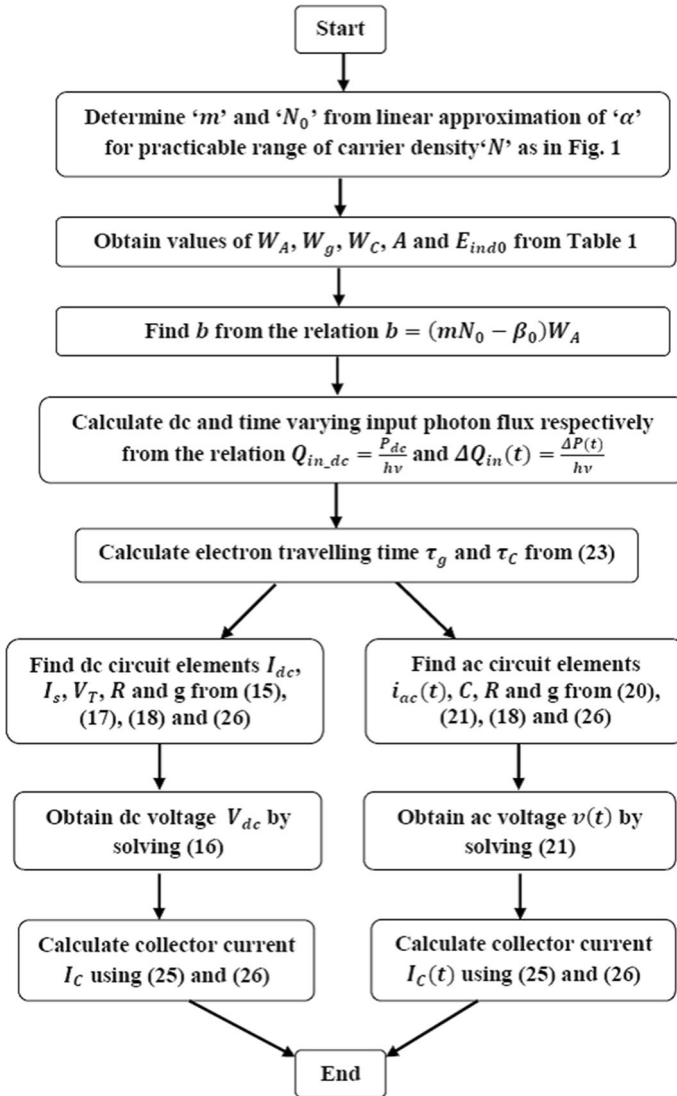 Start
Determine ‘m’ and ‘N₀’ from linear approximation of ‘α’
for practicable range of carrier density‘N’ as in Fig. 1
Obtain values of W_A, W_g, W_C, A and E_ind0 from Table 1
Find b from the relation b = (mN₀ − β₀)W_A
Calculate dc and time varying input photon flux respectively
from the relation Q_in_dc = P_dc/hν and ΔQ_in(t) = ΔP(t)/hν
Calculate electron travelling time τ_g and τ_C from (23)
Find dc circuit elements I_dc,
I_s, V_T, R and g from (15),
(17), (18) and (26)
Find ac circuit elements
i_ac(t), C, R and g from (20),
(21), (18) and (26)
Obtain dc voltage V_dc by
solving (16)
Obtain ac voltage v(t) by
solving (21)
Calculate collector current
I_C using (25) and (26)
Calculate collector current
I_C(t) using (25) and (26)
End